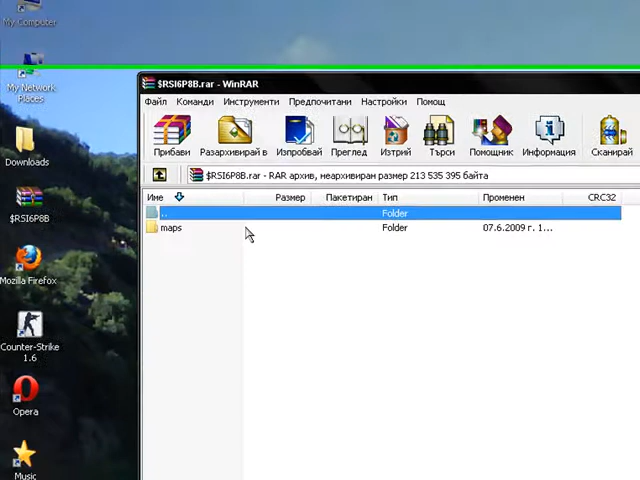 My Computer
My Network
Places
Downloads
$RSI6P8B
Mozilla Firefox
Counter-Strike
1.6
Opera
Music
$RSI6P8B.rar - WinRAR
Файл Команди Инструменти Предпочитани Настройки Помощ
Прибави Разархивирай в Изпробвай Преглед Изтрий Търси Помощник Информация Сканирай
$RSI6P8B.rar - RAR архив, неархивиран размер 213 535 395 байта
Име Размер Пакетиран Тип Променен CRC32
.. Folder
maps Folder 07.6.2009 г. 1...